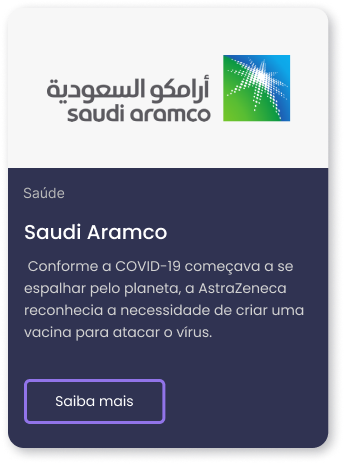 أرامكو السعودية
saudi aramco
Saúde
Saudi Aramco
Conforme a COVID-19 começava a se
espalhar pelo planeta, a AstraZeneca
reconhecia a necessidade de criar uma
vacina para atacar o vírus.
Saiba mais